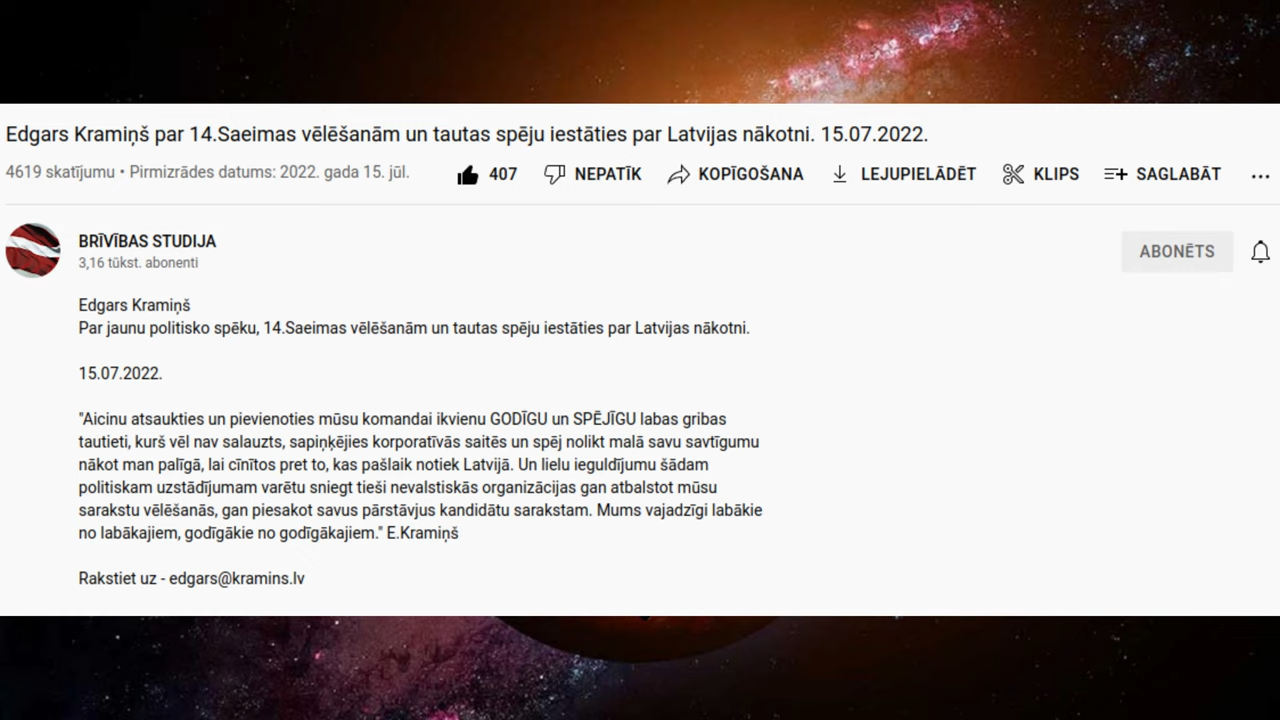 Edgars Kramiņš par 14.Saeimas vēlēšanām un tautas spēju iestāties par Latvijas nākotni. 15.07.2022.
4619 skatījumu • Pirmizrādes datums: 2022. gada 15. jūl. 407 NEPATĪK KOPĪGOŠANA LEJUPIELĀDĒT KLIPS SAGLABĀT ...
BRĪVĪBAS STUDIJA
3,16 tūkst. abonenti
ABONĒTS
Edgars Kramiņš
Par jaunu politisko spēku, 14.Saeimas vēlēšanām un tautas spēju iestāties par Latvijas nākotni.
15.07.2022.
"Aicinu atsaukties un pievienoties mūsu komandai ikvienu GODĪGU un SPĒJĪGU labas gribas
tautieti, kurš vēl nav salauzts, sapiņķējies korporatīvās saitēs un spēj nolikt malā savu savtīgumu
nākot man palīgā, lai cīnītos pret to, kas pašlaik notiek Latvijā. Un lielu ieguldījumu šādam
politiskam uzstādījumam varētu sniegt tieši nevalstiskās organizācijas gan atbalstot mūsu
sarakstu vēlēšanās, gan piesakot savus pārstāvjus kandidātu sarakstam. Mums vajadzīgi labākie
no labākajiem, godīgākie no godīgākajiem." E.Kramiņš
Rakstiet uz - edgars@kramins.lv